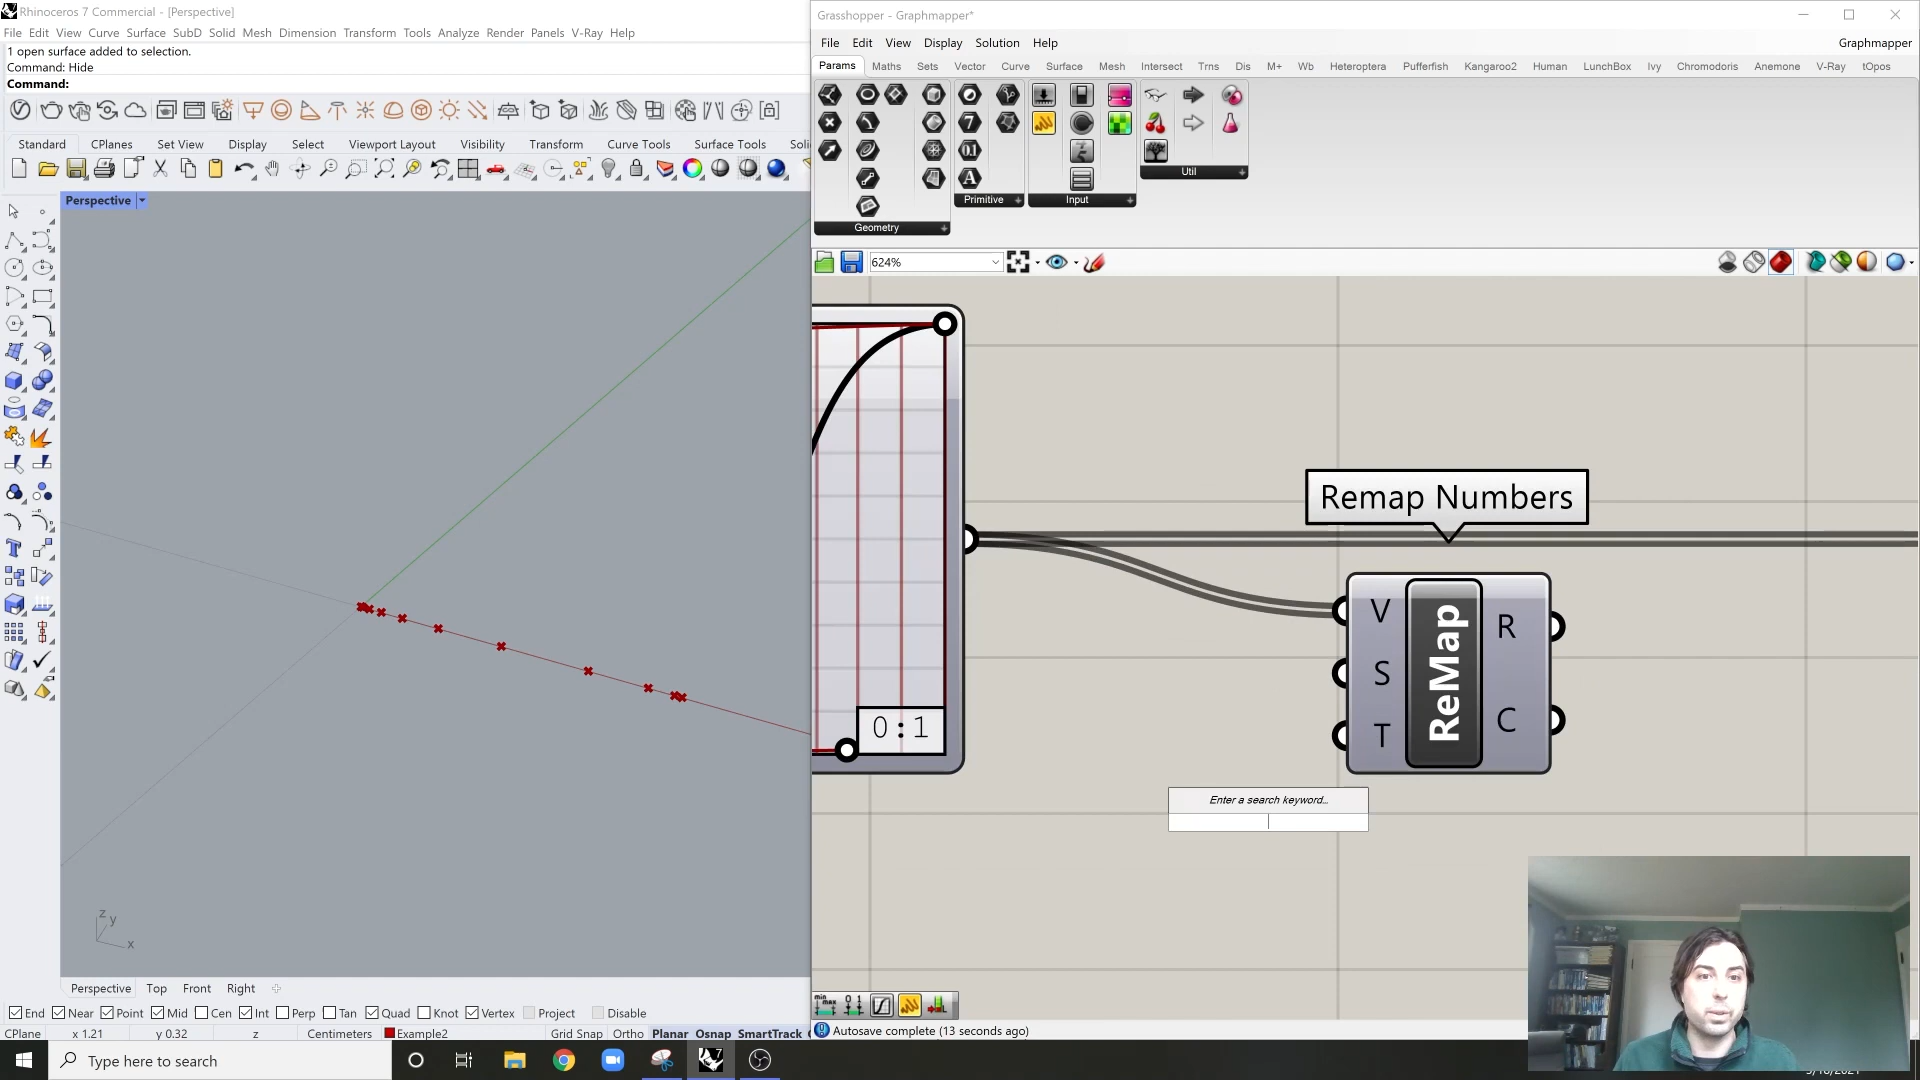 Rhinoceros 7 Commercial - [Perspective]
File Edit View Curve Surface SubD Solid Mesh Dimension Transform Tools Analyze Render Panels V-Ray Help
1 open surface added to selection.
Command: Hide
Command:
Standard CPlanes Set View Display Select Viewport Layout Visibility Transform Curve Tools Surface Tools
Perspective
z y
x
Perspective Top Front Right
End Near Point Mid Cen Int Perp Tan Quad Knot Vertex Project Disable
CPlane x 1.21 y 0.32 z Centimeters Example2 Grid Snap Ortho Planar Osnap SmartTrack
Type here to search
Grasshopper - Graphmapper*
File Edit View Display Solution Help Graphmapper
Params Maths Sets Vector Curve Surface Mesh Intersect Trns Dis M+ Wb Heteroptera Pufferfish Kangaroo2 Human LunchBox Ivy Chromodoris Anemone V-Ray tOpos
Geometry Primitive Input Util
624%
Remap Numbers
V S T ReMap R C
0:1
Enter a search keyword...
Autosave complete (13 seconds ago)